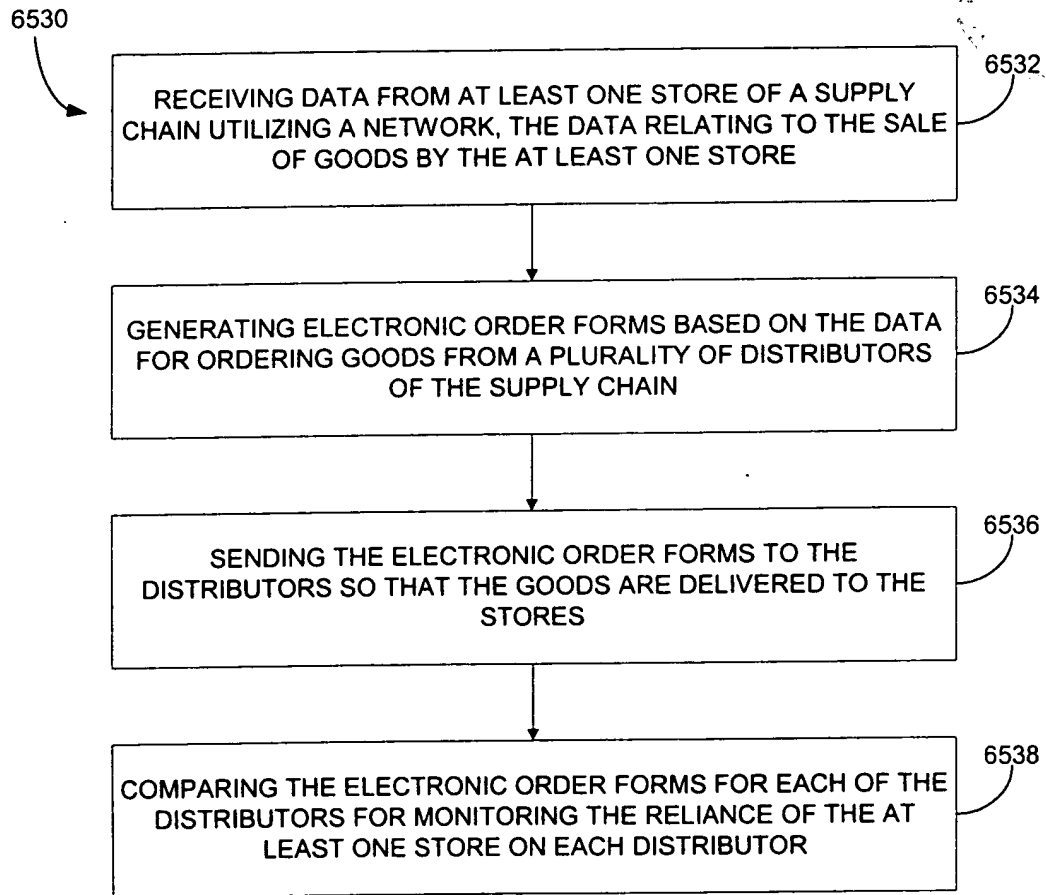 6530
6532
RECEIVING DATA FROM AT LEAST ONE STORE OF A SUPPLY
CHAIN UTILIZING A NETWORK, THE DATA RELATING TO THE SALE
OF GOODS BY THE AT LEAST ONE STORE
6534
GENERATING ELECTRONIC ORDER FORMS BASED ON THE DATA
FOR ORDERING GOODS FROM A PLURALITY OF DISTRIBUTORS
OF THE SUPPLY CHAIN
6536
SENDING THE ELECTRONIC ORDER FORMS TO THE
DISTRIBUTORS SO THAT THE GOODS ARE DELIVERED TO THE
STORES
6538
COMPARING THE ELECTRONIC ORDER FORMS FOR EACH OF THE
DISTRIBUTORS FOR MONITORING THE RELIANCE OF THE AT
LEAST ONE STORE ON EACH DISTRIBUTOR